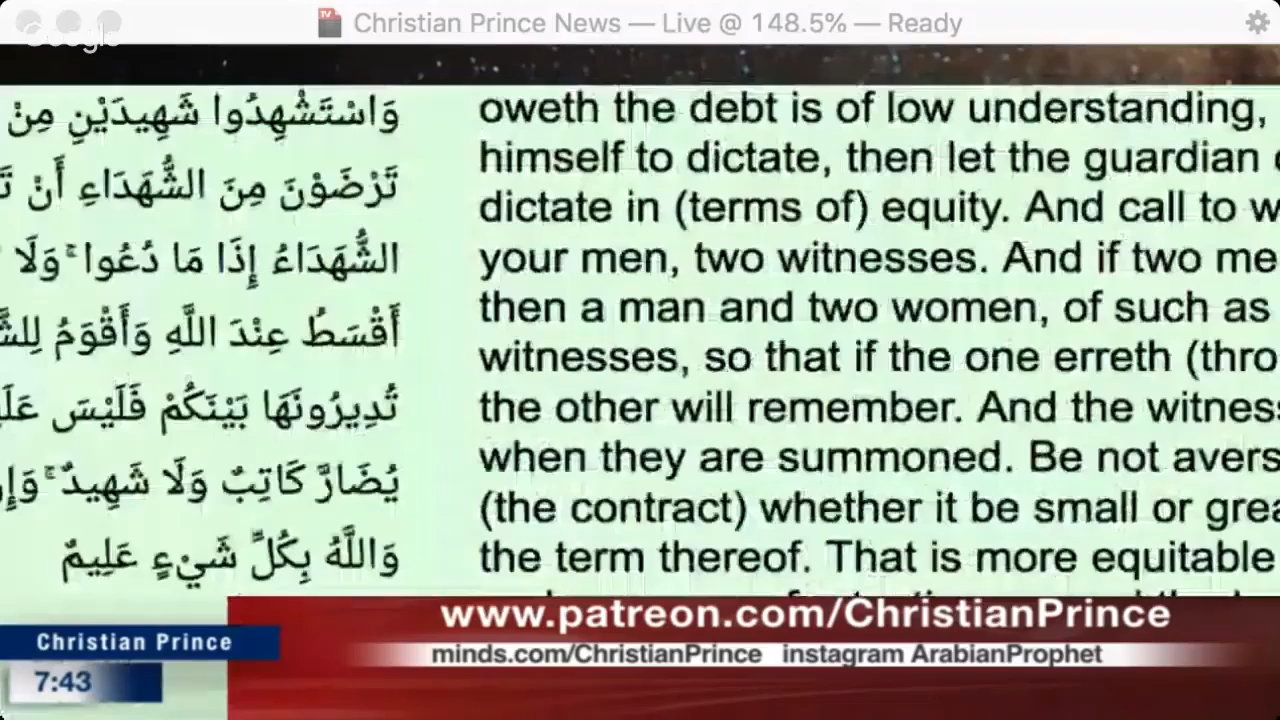 Christian Prince News — Live @ 148.5% — Ready
Google
وَاسْتَشْهِدُوا شَهِيدَيْنِ مِنْ
تَرْضَوْنَ مِنَ الشُّهَدَاءِ أَنْ
الشُّهَدَاءُ إِذَا مَا دُعُوا ۚ وَلَا
أَقْسَطُ عِنْدَ اللَّهِ وَأَقْوَمُ
تُدِيرُونَهَا بَيْنَكُمْ فَلَيْسَ
يُضَارَّ كَاتِبٌ وَلَا شَهِيدٌ ۚ
وَاللَّهُ بِكُلِّ شَيْءٍ عَلِيمٌ
oweth the debt is of low understanding,
himself to dictate, then let the guardian
dictate in (terms of) equity. And call to
your men, two witnesses. And if two
then a man and two women, of such as
witnesses, so that if the one erreth
the other will remember. And the
when they are summoned. Be not
(the contract) whether it be small or
the term thereof. That is more equitable
www.patreon.com/ChristianPrince
Christian Prince
minds.com/ChristianPrince instagram ArabianProphet
7:43